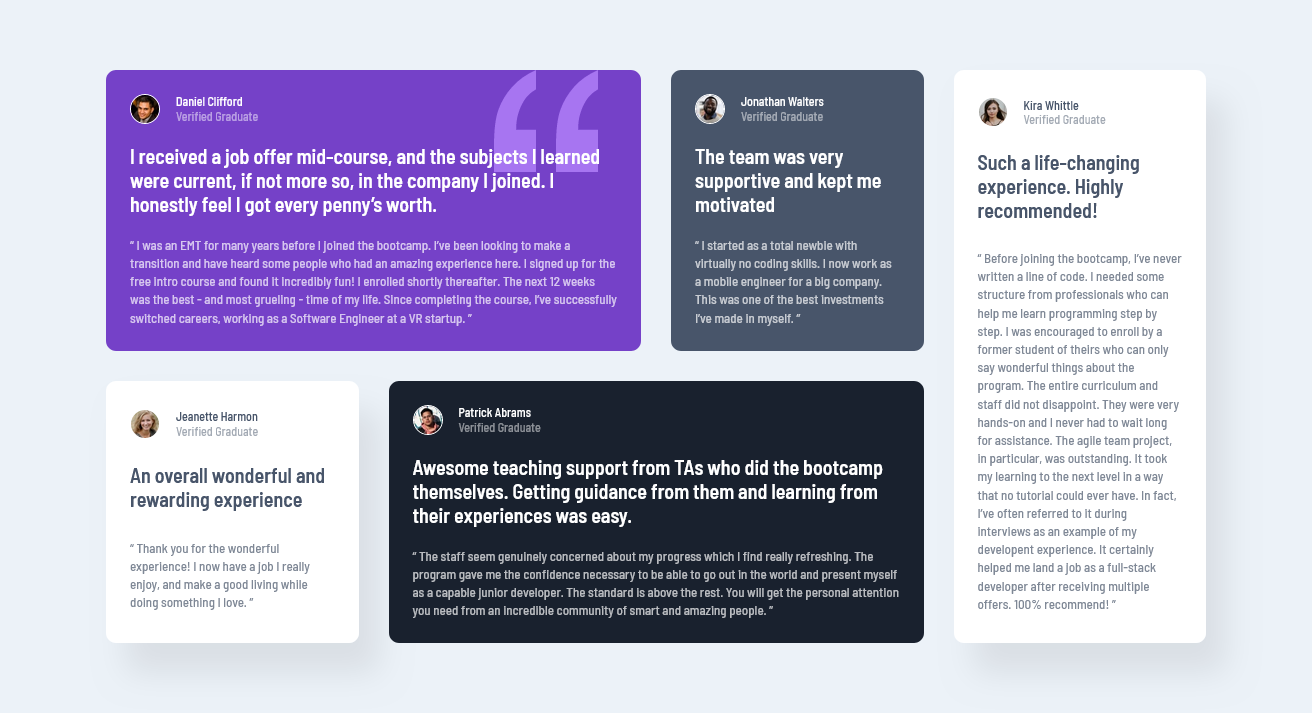 Daniel Clifford
Verified Graduate
I received a job offer mid-course, and the subjects I learned
were current, if not more so, in the company I joined. I
honestly feel I got every penny’s worth.
“ I was an EMT for many years before I joined the bootcamp. I’ve been looking to make a
transition and have heard some people who had an amazing experience here. I signed up for the
free intro course and found it incredibly fun! I enrolled shortly thereafter. The next 12 weeks
was the best - and most grueling - time of my life. Since completing the course, I’ve successfully
switched careers, working as a Software Engineer at a VR startup. ”
Jonathan Walters
Verified Graduate
The team was very
supportive and kept me
motivated
“ I started as a total newbie with
virtually no coding skills. I now work as
a mobile engineer for a big company.
This was one of the best investments
I’ve made in myself. ”
Kira Whittle
Verified Graduate
Such a life-changing
experience. Highly
recommended!
“ Before joining the bootcamp, I’ve never
written a line of code. I needed some
structure from professionals who can
help me learn programming step by
step. I was encouraged to enroll by a
former student of theirs who can only
say wonderful things about the
program. The entire curriculum and
staff did not disappoint. They were very
hands-on and I never had to wait long
for assistance. The agile team project,
in particular, was outstanding. It took
my learning to the next level in a way
that no tutorial could ever have. In fact,
I’ve often referred to it during
interviews as an example of my
developent experience. It certainly
helped me land a job as a full-stack
developer after receiving multiple
offers. 100% recommend! ”
Jeanette Harmon
Verified Graduate
An overall wonderful and
rewarding experience
“ Thank you for the wonderful
experience! I now have a job I really
enjoy, and make a good living while
doing something I love. ”
Patrick Abrams
Verified Graduate
Awesome teaching support from TAs who did the bootcamp
themselves. Getting guidance from them and learning from
their experiences was easy.
“ The staff seem genuinely concerned about my progress which I find really refreshing. The
program gave me the confidence necessary to be able to go out in the world and present myself
as a capable junior developer. The standard is above the rest. You will get the personal attention
you need from an incredible community of smart and amazing people. ”